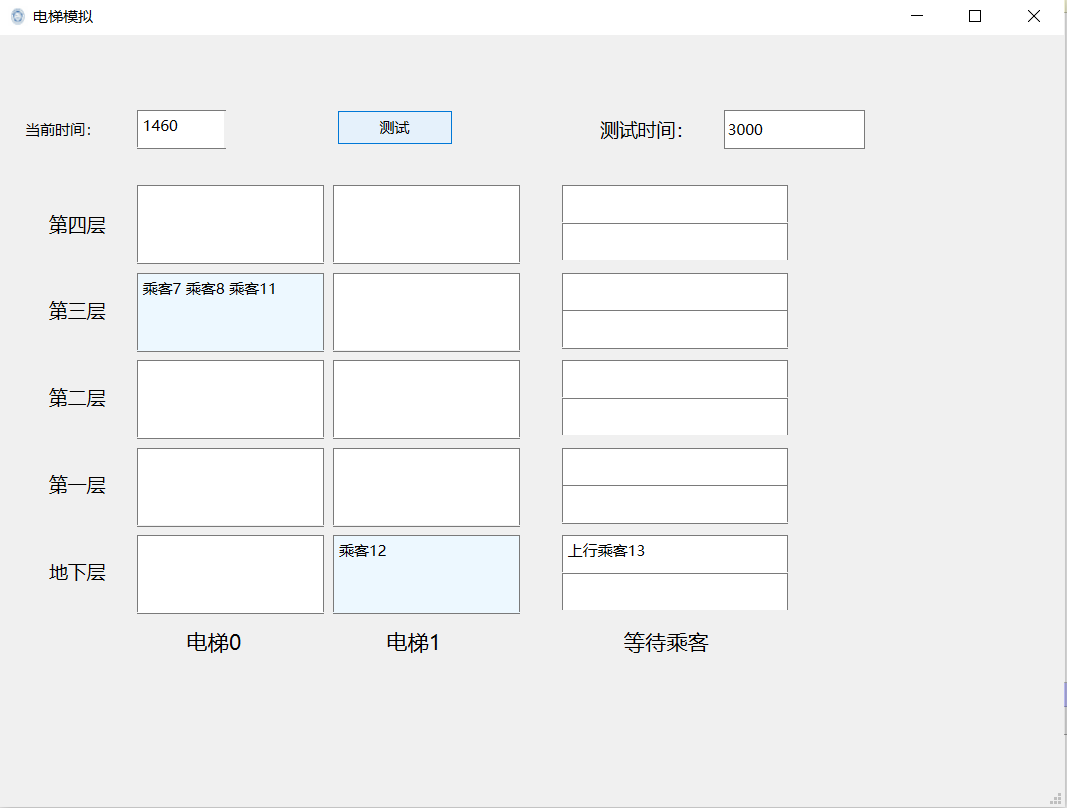 电梯模拟
当前时间： 1460 测试 测试时间： 3000
第四层
第三层 乘客7 乘客8 乘客11
第二层
第一层
地下层 乘客12 上行乘客13
电梯0 电梯1 等待乘客